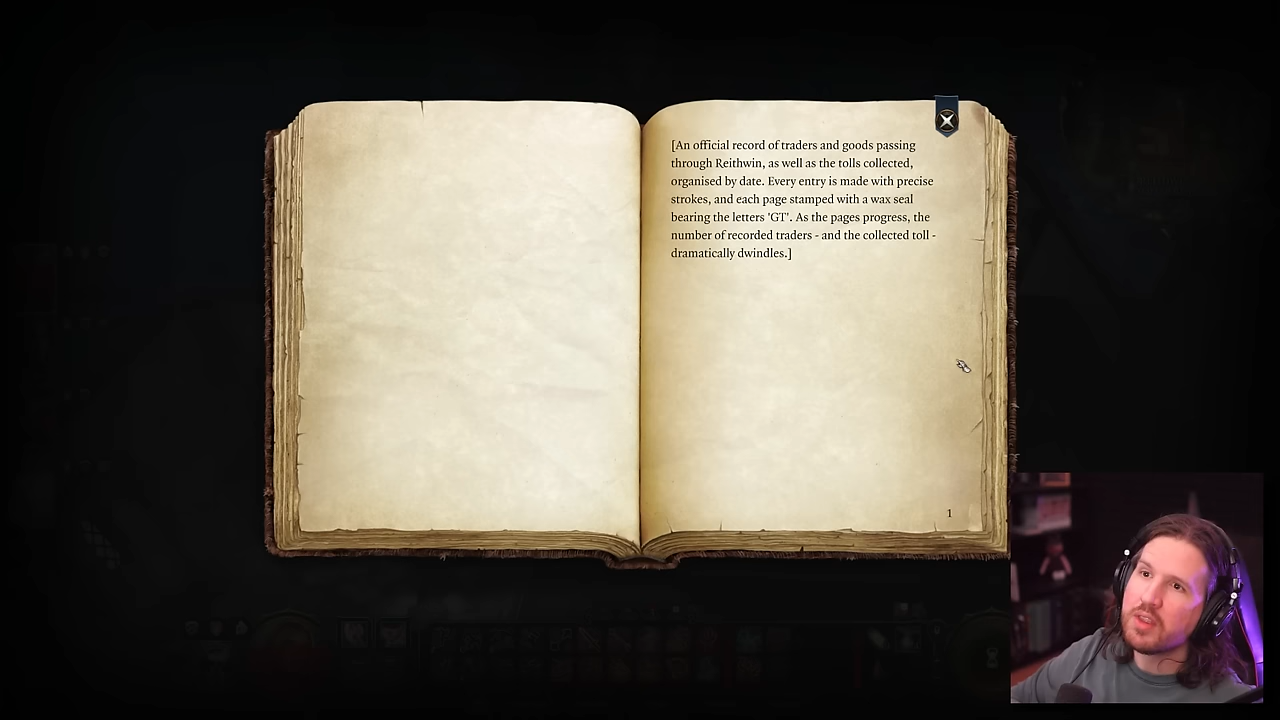 [An official record of traders and goods passing
through Reithwin, as well as the tolls collected,
organised by date. Every entry is made with precise
strokes, and each page stamped with a wax seal
bearing the letters 'GT'. As the pages progress, the
number of recorded traders - and the collected toll -
dramatically dwindles.]
1